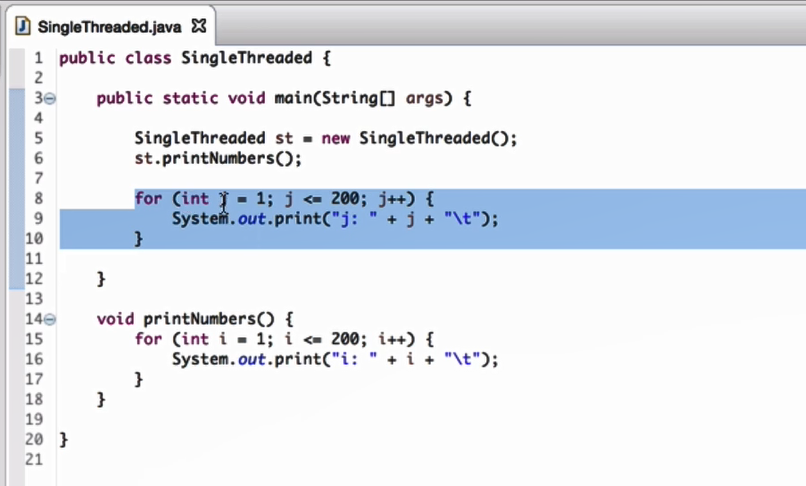 SingleThreaded.java
1 public class SingleThreaded {
2
3 public static void main(String[] args) {
4
5 SingleThreaded st = new SingleThreaded();
6 st.printNumbers();
7
8 for (int j = 1; j <= 200; j++) {
9 System.out.print("j: " + j + "\t");
10 }
11
12 }
13
14 void printNumbers() {
15 for (int i = 1; i <= 200; i++) {
16 System.out.print("i: " + i + "\t");
17 }
18 }
19
20 }
21